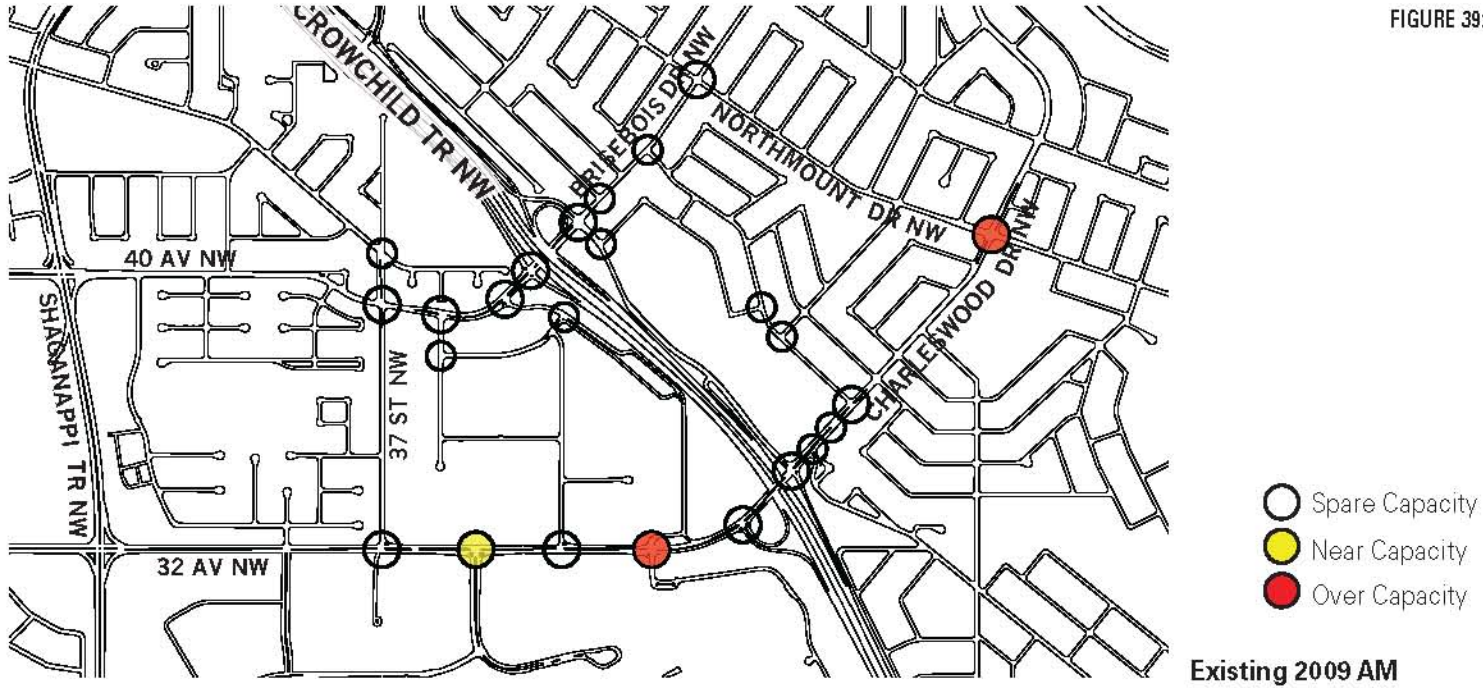 FIGURE 39:
CROWCHILD TR NW
BRISEBOIS DR NW
NORTHMOUNT DR NW
40 AV NW
SHAGANAPPI TR NW
37 ST NW
CHARLESWOOD DR NW
32 AV NW
Spare Capacity
Near Capacity
Over Capacity
Existing 2009 AM